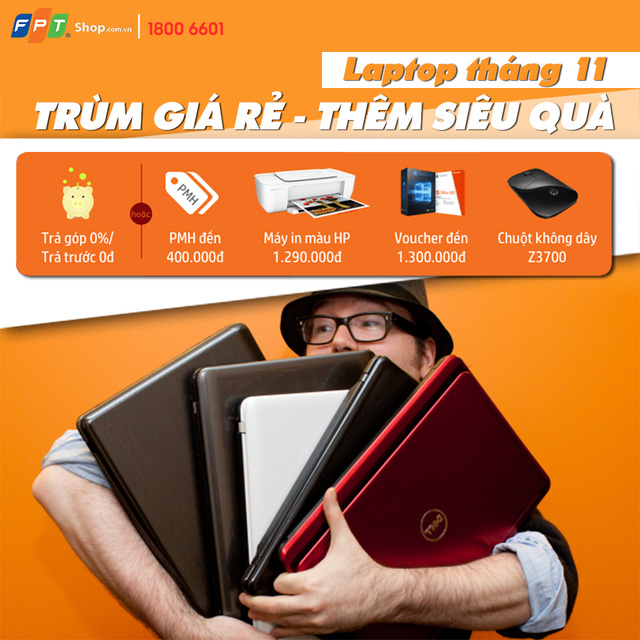 FPT. Shop.com.vn 1800 6601
Laptop tháng 11
TRÙM GIÁ RẺ - THÊM SIÊU QUÀ
Trả góp 0%/
Trả trước 0đ
hoặc
PMH
PMH đến
400.000đ
Máy in màu HP
1.290.000đ
Voucher đến
1.300.000đ
Chuột không dây
Z3700
DELL